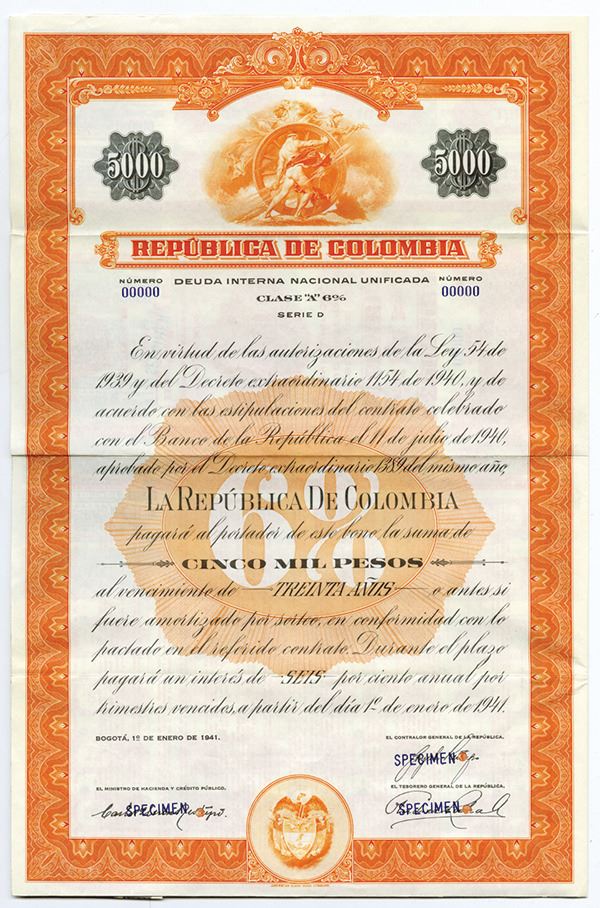 5000
5000
REPÚBLICA DE COLOMBIA
NÚMERO
00000
DEUDA INTERNA NACIONAL UNIFICADA
NÚMERO
00000
CLASE "A" 6%
SERIE D
En virtud de las autorizaciones de la Ley 54 de
1939 y del Decreto extraordinario 1154 de 1940, y de
acuerdo con las estipulaciones del contrato celebrado
con el Banco de la República el 11 de julio de 1940,
aprobado por el Decreto extraordinario 1389 del mismo año,
LA REPÚBLICA DE COLOMBIA
pagará al portador de este bono la suma de
6%
CINCO MIL PESOS
al vencimiento de TREINTA AÑOS o antes si
fuere amortizado por sorteo, en conformidad con lo
pactado en el referido contrato. Durante el plazo
pagará un interés de SEIS por ciento anual por
trimestres vencidos, a partir del día 1º de enero de 1941.
BOGOTÁ, 1º DE ENERO DE 1941.
EL CONTRALOR GENERAL DE LA REPÚBLICA,
SPECIMEN
EL MINISTRO DE HACIENDA Y CRÉDITO PÚBLICO,
EL TESORERO GENERAL DE LA REPÚBLICA,
SPECIMEN
SPECIMEN